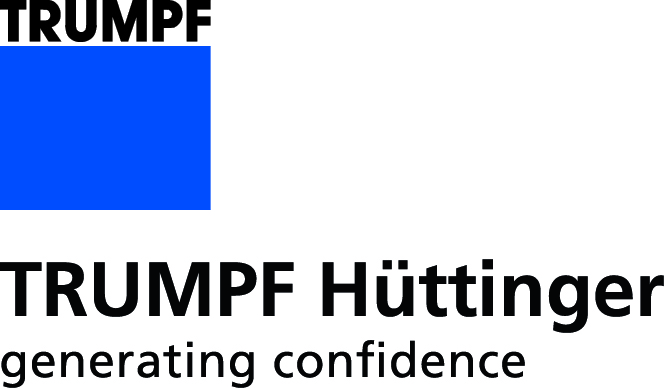 TRUMPF
TRUMPF Hüttinger
generating confidence